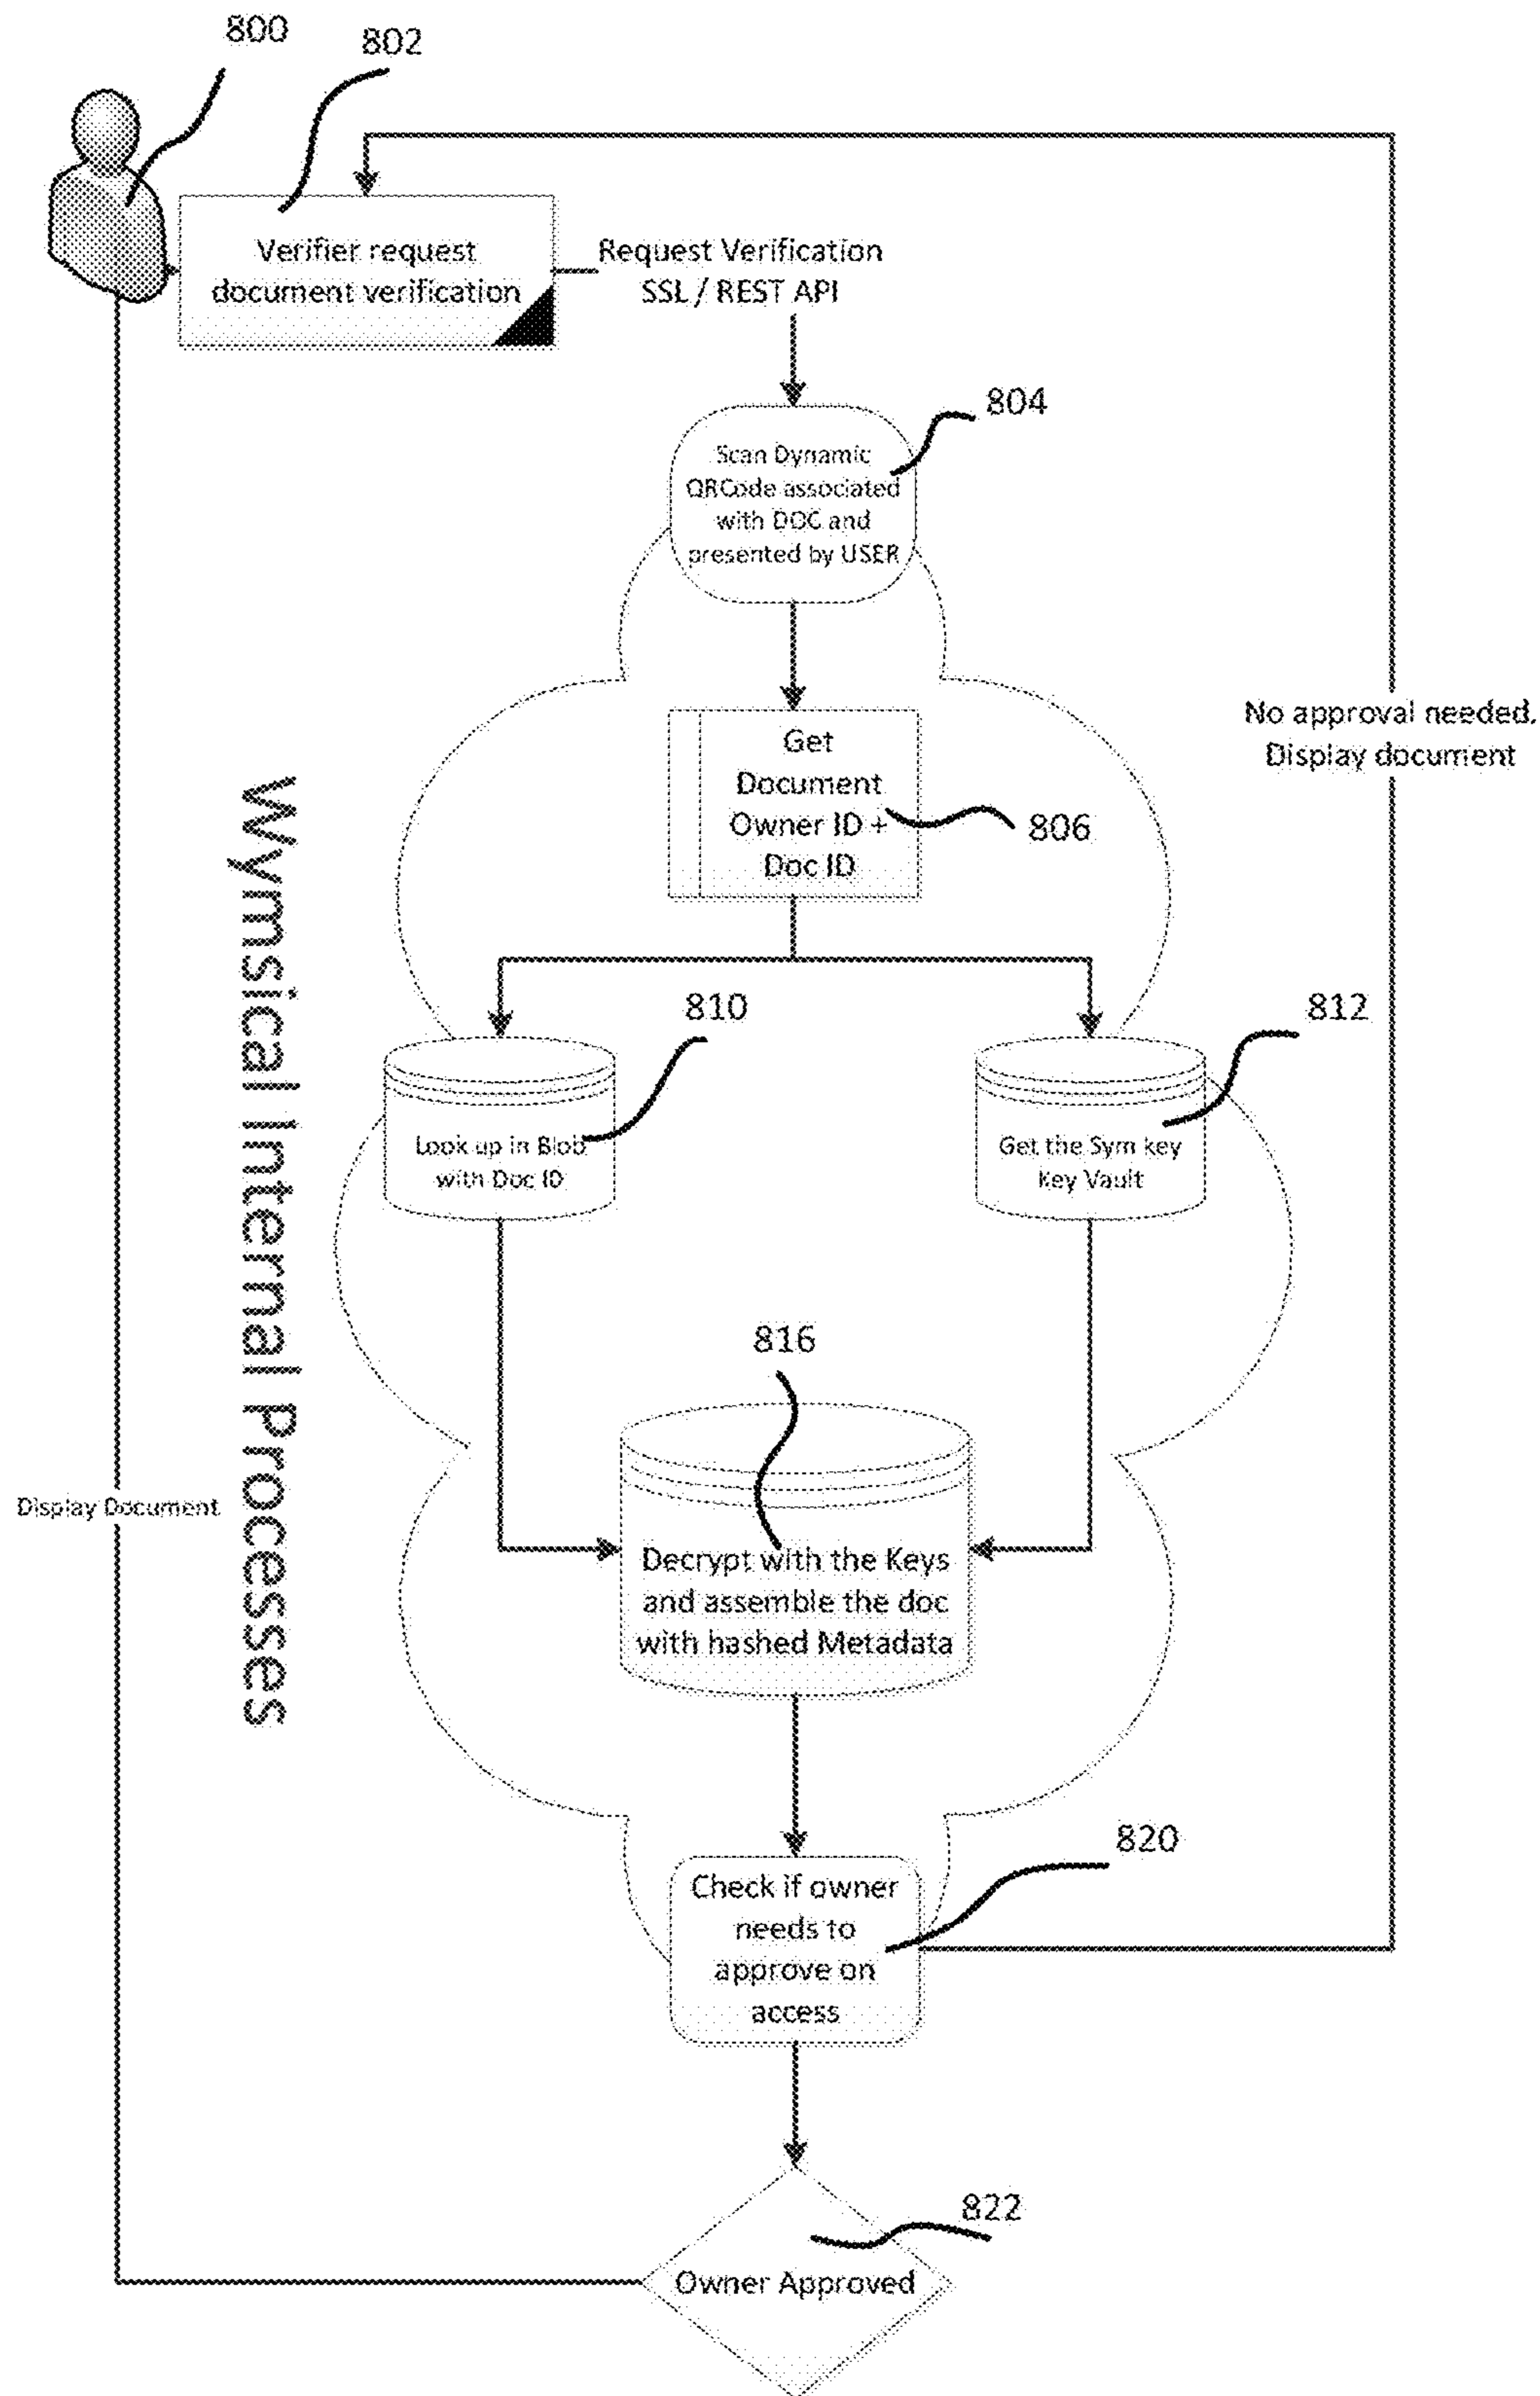 800
802
Verifier request
document verification
Request Verification
SSL / REST API
804
Scan Dynamic
QRCode associated
with DOC and
presented by USER
No approval needed.
Display document
Get
Document
Owner ID +
Doc ID
806
Wymsical Internal Processes
810
812
Look up in Blob
with Doc ID
Get the Sym key
Key Vault
816
Display Document
Decrypt with the Keys
and assemble the doc
with hashed Metadata
820
Check if owner
needs to
approve on
access
822
Owner Approved